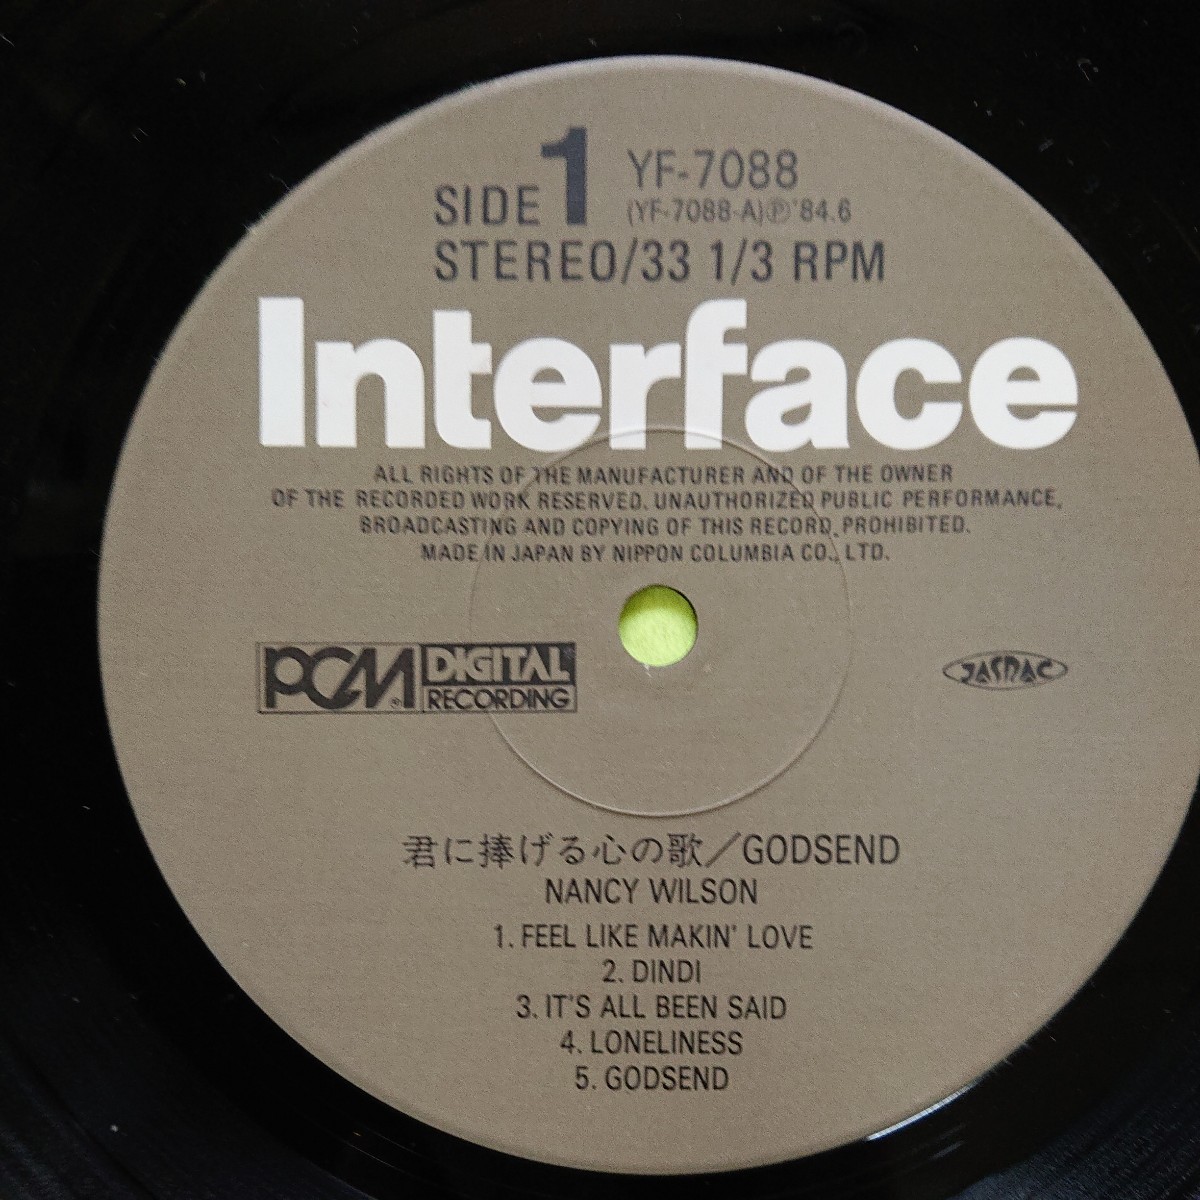 SIDE 1 YF-7088
(YF-7088-A)Ⓟ'84.6
STEREO/33 1/3 RPM
Interface
ALL RIGHTS OF THE MANUFACTURER AND OF THE OWNER
OF THE RECORDED WORK RESERVED. UNAUTHORIZED PUBLIC PERFORMANCE,
BROADCASTING AND COPYING OF THIS RECORD, PROHIBITED.
MADE IN JAPAN BY NIPPON COLUMBIA CO., LTD.
PCM® DIGITAL
RECORDING
JASRAC
君に捧げる心の歌／GODSEND
NANCY WILSON
1. FEEL LIKE MAKIN' LOVE
2. DINDI
3. IT'S ALL BEEN SAID
4. LONELINESS
5. GODSEND